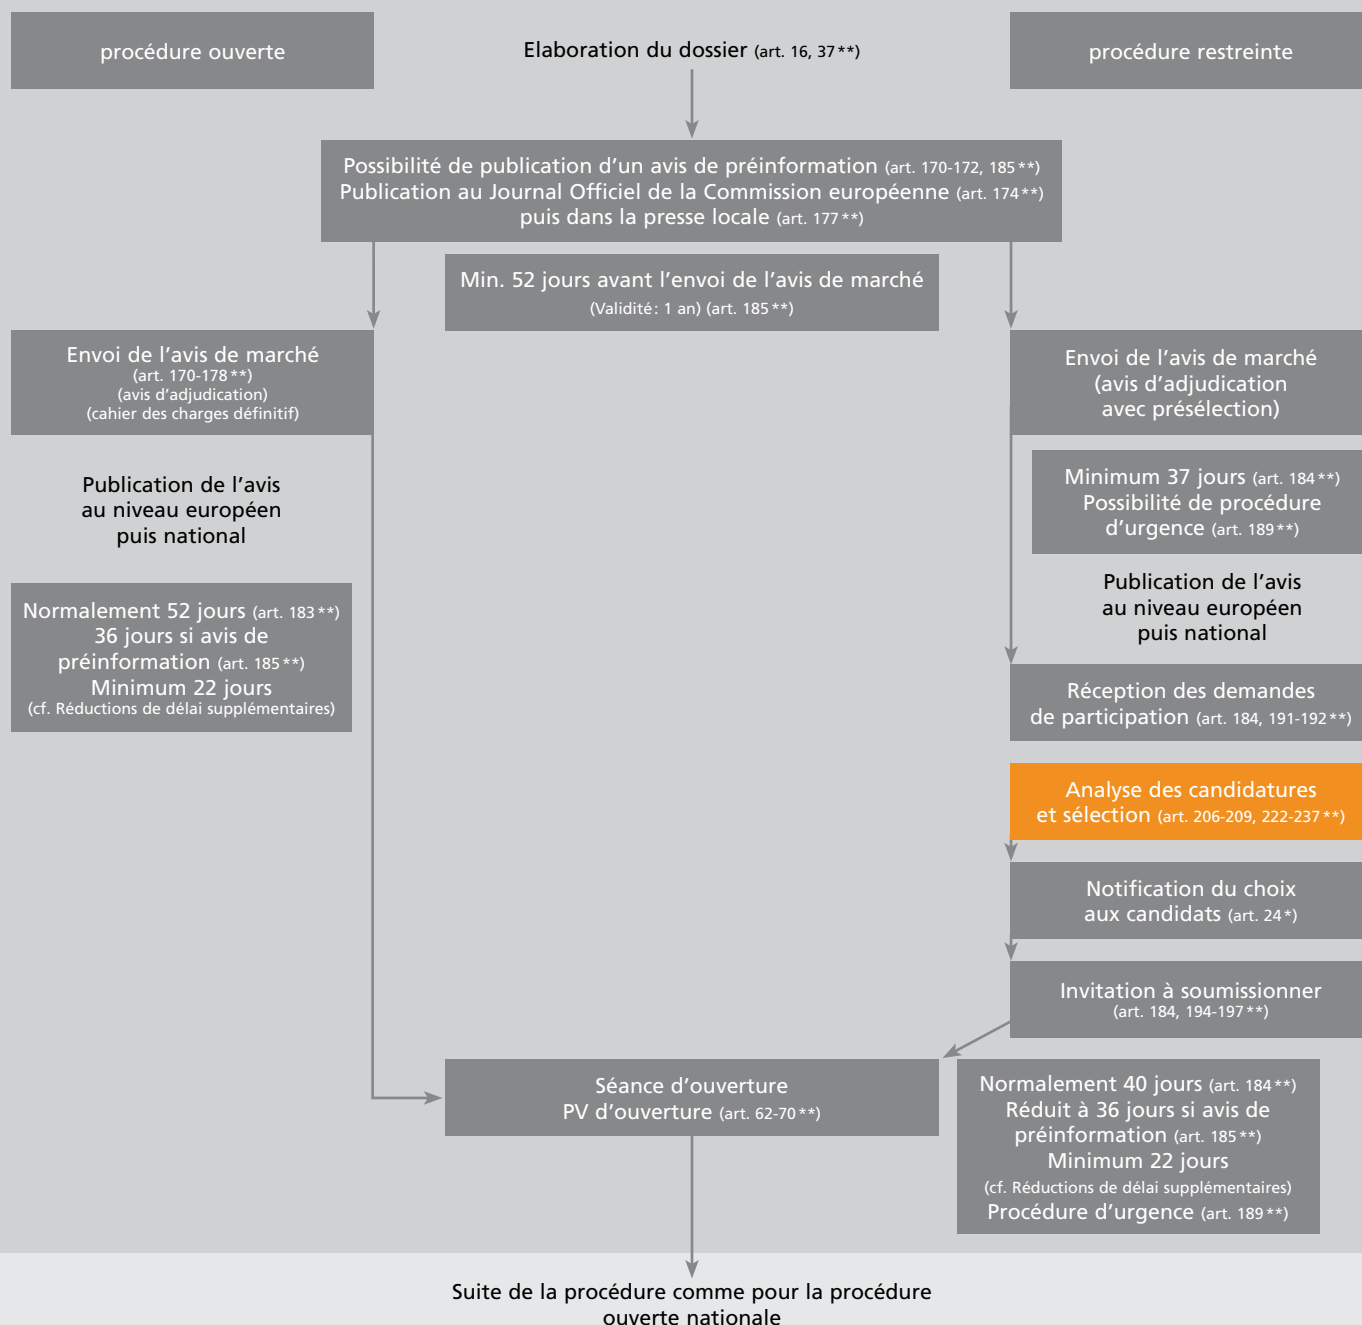 procédure ouverte
Elaboration du dossier (art. 16, 37**)
procédure restreinte
Possibilité de publication d’un avis de préinformation (art. 170-172, 185**)
Publication au Journal Officiel de la Commission européenne (art. 174**)
puis dans la presse locale (art. 177**)
Min. 52 jours avant l’envoi de l’avis de marché
(Validité: 1 an) (art. 185**)
Envoi de l’avis de marché
(art. 170-178**)
(avis d’adjudication)
(cahier des charges définitif)
Publication de l’avis
au niveau européen
puis national
Normalement 52 jours (art. 183**)
36 jours si avis de
préinformation (art. 185**)
Minimum 22 jours
(cf. Réductions de délai supplémentaires)
Envoi de l’avis de marché
(avis d’adjudication
avec présélection)
Minimum 37 jours (art. 184**)
Possibilité de procédure
d’urgence (art. 189**)
Publication de l’avis
au niveau européen
puis national
Réception des demandes
de participation (art. 184, 191-192**)
Analyse des candidatures
et sélection (art. 206-209, 222-237**)
Notification du choix
aux candidats (art. 24*)
Invitation à soumissionner
(art. 184, 194-197**)
Séance d’ouverture
PV d’ouverture (art. 62-70**)
Normalement 40 jours (art. 184**)
Réduit à 36 jours si avis de
préinformation (art. 185**)
Minimum 22 jours
(cf. Réductions de délai supplémentaires)
Procédure d’urgence (art. 189**)
Suite de la procédure comme pour la procédure
ouverte nationale